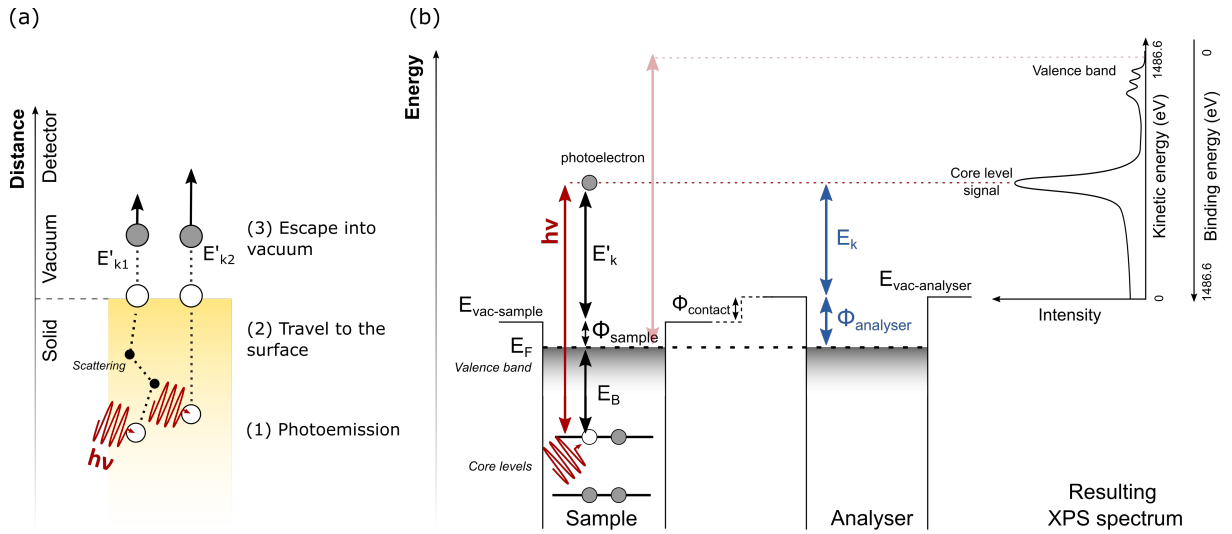 (a)
Distance
Detector
Vacuum
Solid
E'k1
E'k2
(3) Escape into
vacuum
(2) Travel to the
surface
Scattering
(1) Photoemission
hν
(b)
Energy
photoelectron
hν
E'k
Evac-sample
Φsample
EF
Valence band
EB
Core levels
Sample
Φcontact
Ek
Evac-analyser
Φanalyser
Analyser
Valence band
Core level
signal
Intensity
0
Kinetic energy (eV)
1486.6
0
Binding energy (eV)
1486.6
Resulting
XPS spectrum